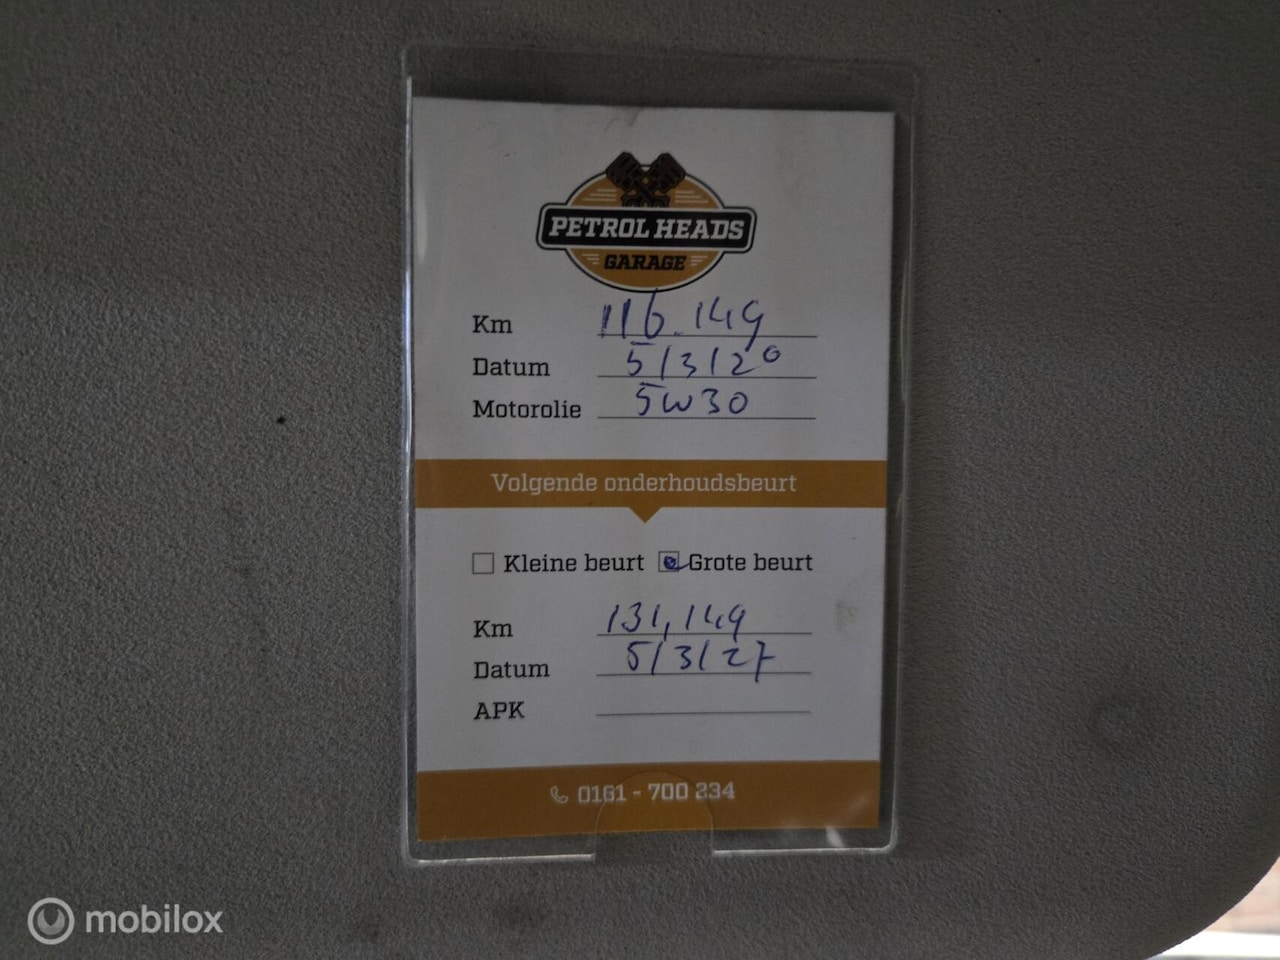 PETROL HEADS
GARAGE
Km 116.149
Datum 5/3/20
Motorolie 5W30
Volgende onderhoudsbeurt
Kleine beurt Grote beurt
Km 131,149
Datum 5/3/27
APK
0161 - 700 234
mobilox